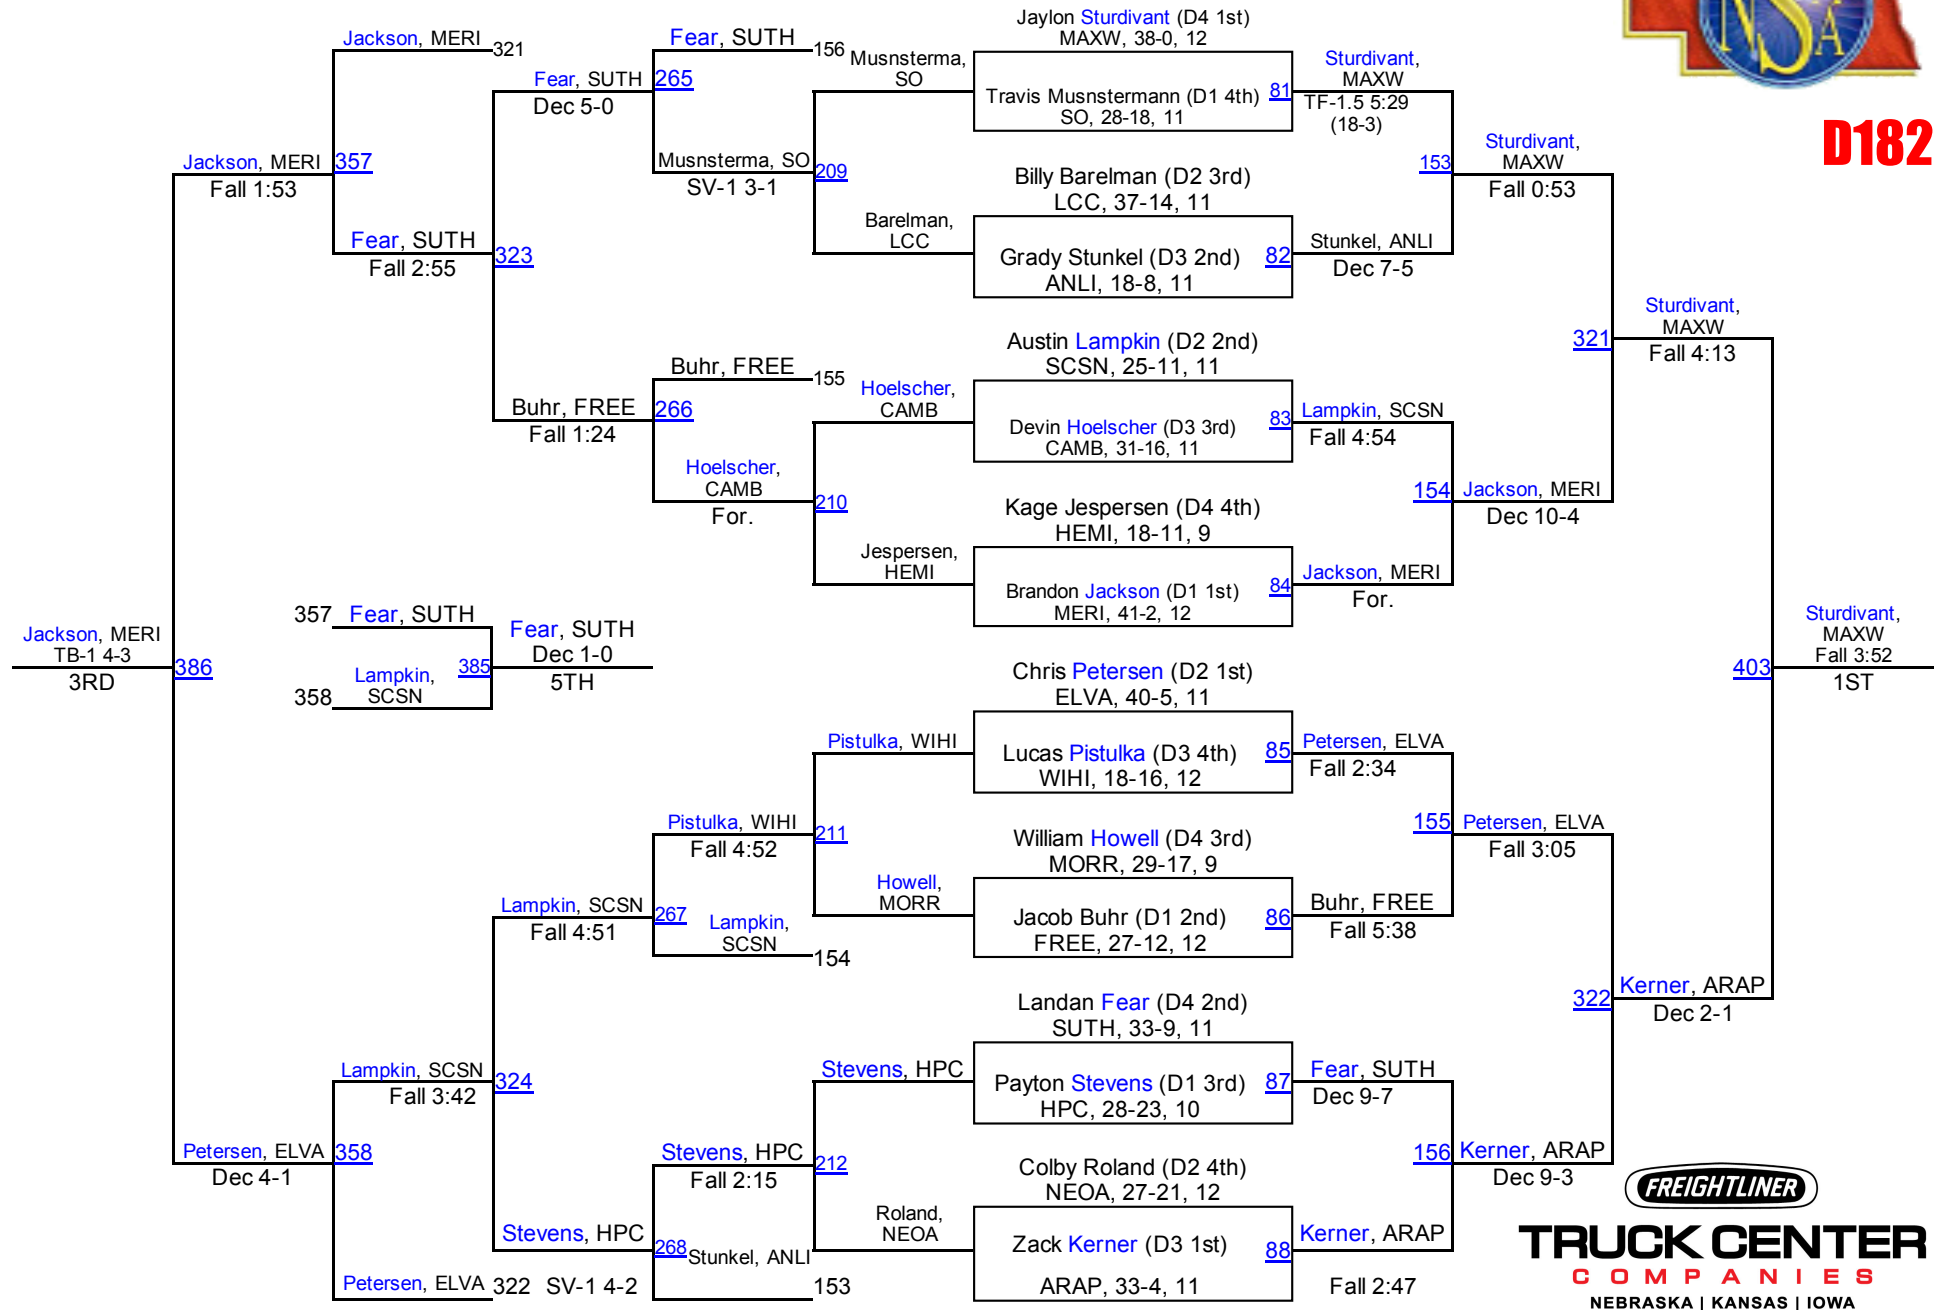 Jackson, MERI
321
Fear, SUTH
Dec 5-0
Fear, SUTH
156
265
Musnsterma, SO
SV-1 3-1
209
Musnsterma,
SO
Barelman,
LCC
Jackson, MERI
Fall 1:53
357
Fear, SUTH
Fall 2:55
323
Buhr, FREE
Fall 1:24
Buhr, FREE
155
266
Hoelscher,
CAMB
For.
210
Hoelscher,
CAMB
Jespersen,
HEMI
Jaylon Sturdivant (D4 1st)
MAXW, 38-0, 12
Travis Musnstermann (D1 4th)
SO, 28-18, 11
81
Billy Barelman (D2 3rd)
LCC, 37-14, 11
Grady Stunkel (D3 2nd)
ANLI, 18-8, 11
82
Austin Lampkin (D2 2nd)
SCSN, 25-11, 11
Devin Hoelscher (D3 3rd)
CAMB, 31-16, 11
83
Kage Jespersen (D4 4th)
HEMI, 18-11, 9
Brandon Jackson (D1 1st)
MERI, 41-2, 12
84
Sturdivant,
MAXW
TF-1.5 5:29
(18-3)
Stunkel, ANLI
Dec 7-5
153
Sturdivant,
MAXW
Fall 0:53
Lampkin, SCSN
Fall 4:54
Jackson, MERI
For.
154
Jackson, MERI
Dec 10-4
321
Sturdivant,
MAXW
Fall 4:13
NSA
D182
Jackson, MERI
TB-1 4-3
3RD
386
357
Fear, SUTH
Lampkin,
SCSN
358
385
Fear, SUTH
Dec 1-0
5TH
403
Sturdivant,
MAXW
Fall 3:52
1ST
Chris Petersen (D2 1st)
ELVA, 40-5, 11
Lucas Pistulka (D3 4th)
WIHI, 18-16, 12
85
William Howell (D4 3rd)
MORR, 29-17, 9
Jacob Buhr (D1 2nd)
FREE, 27-12, 12
86
Landan Fear (D4 2nd)
SUTH, 33-9, 11
Payton Stevens (D1 3rd)
HPC, 28-23, 10
87
Colby Roland (D2 4th)
NEOA, 27-21, 12
Zack Kerner (D3 1st)
ARAP, 33-4, 11
88
Pistulka, WIHI
Howell,
MORR
211
Pistulka, WIHI
Fall 4:52
267
Lampkin,
SCSN
154
Lampkin, SCSN
Fall 4:51
Lampkin, SCSN
Fall 3:42
324
Petersen, ELVA
Dec 4-1
358
Stevens, HPC
Roland,
NEOA
212
Stevens, HPC
Fall 2:15
268
Stunkel, ANLI
153
Stevens, HPC
SV-1 4-2
Petersen, ELVA
322
Petersen, ELVA
Fall 2:34
Buhr, FREE
Fall 5:38
155
Petersen, ELVA
Fall 3:05
Fear, SUTH
Dec 9-7
Kerner, ARAP
Fall 2:47
156
Kerner, ARAP
Dec 9-3
322
Kerner, ARAP
Dec 2-1
FREIGHTLINER
TRUCK CENTER
COMPANIES
NEBRASKA | KANSAS | IOWA